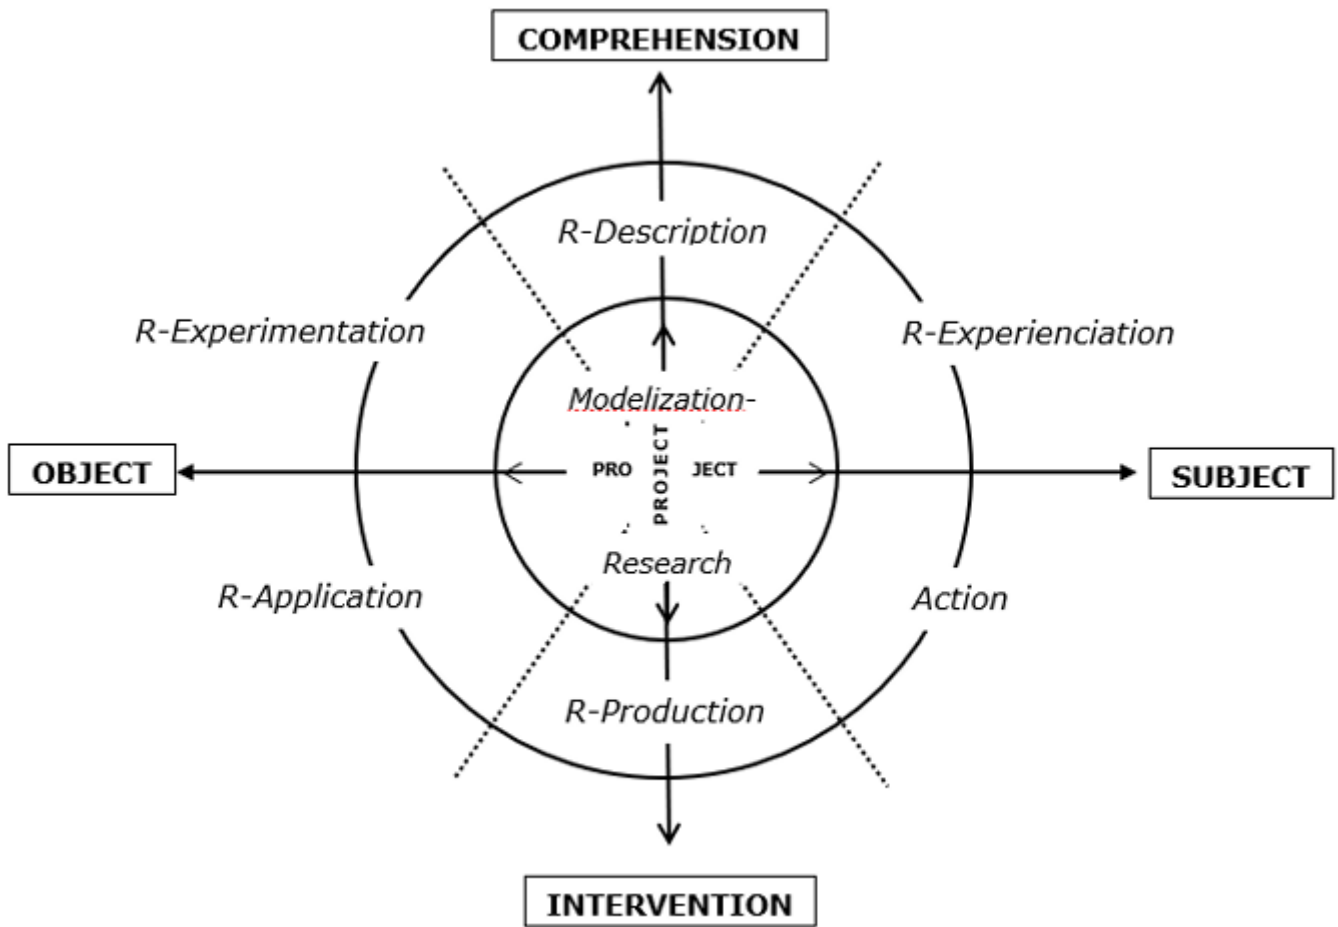 COMPREHENSION
R-Description
R-Experimentation
R-Experienciation
Modelization-
OBJECT
PRO
PROJECT
JECT
SUBJECT
Research
R-Application
Action
R-Production
INTERVENTION